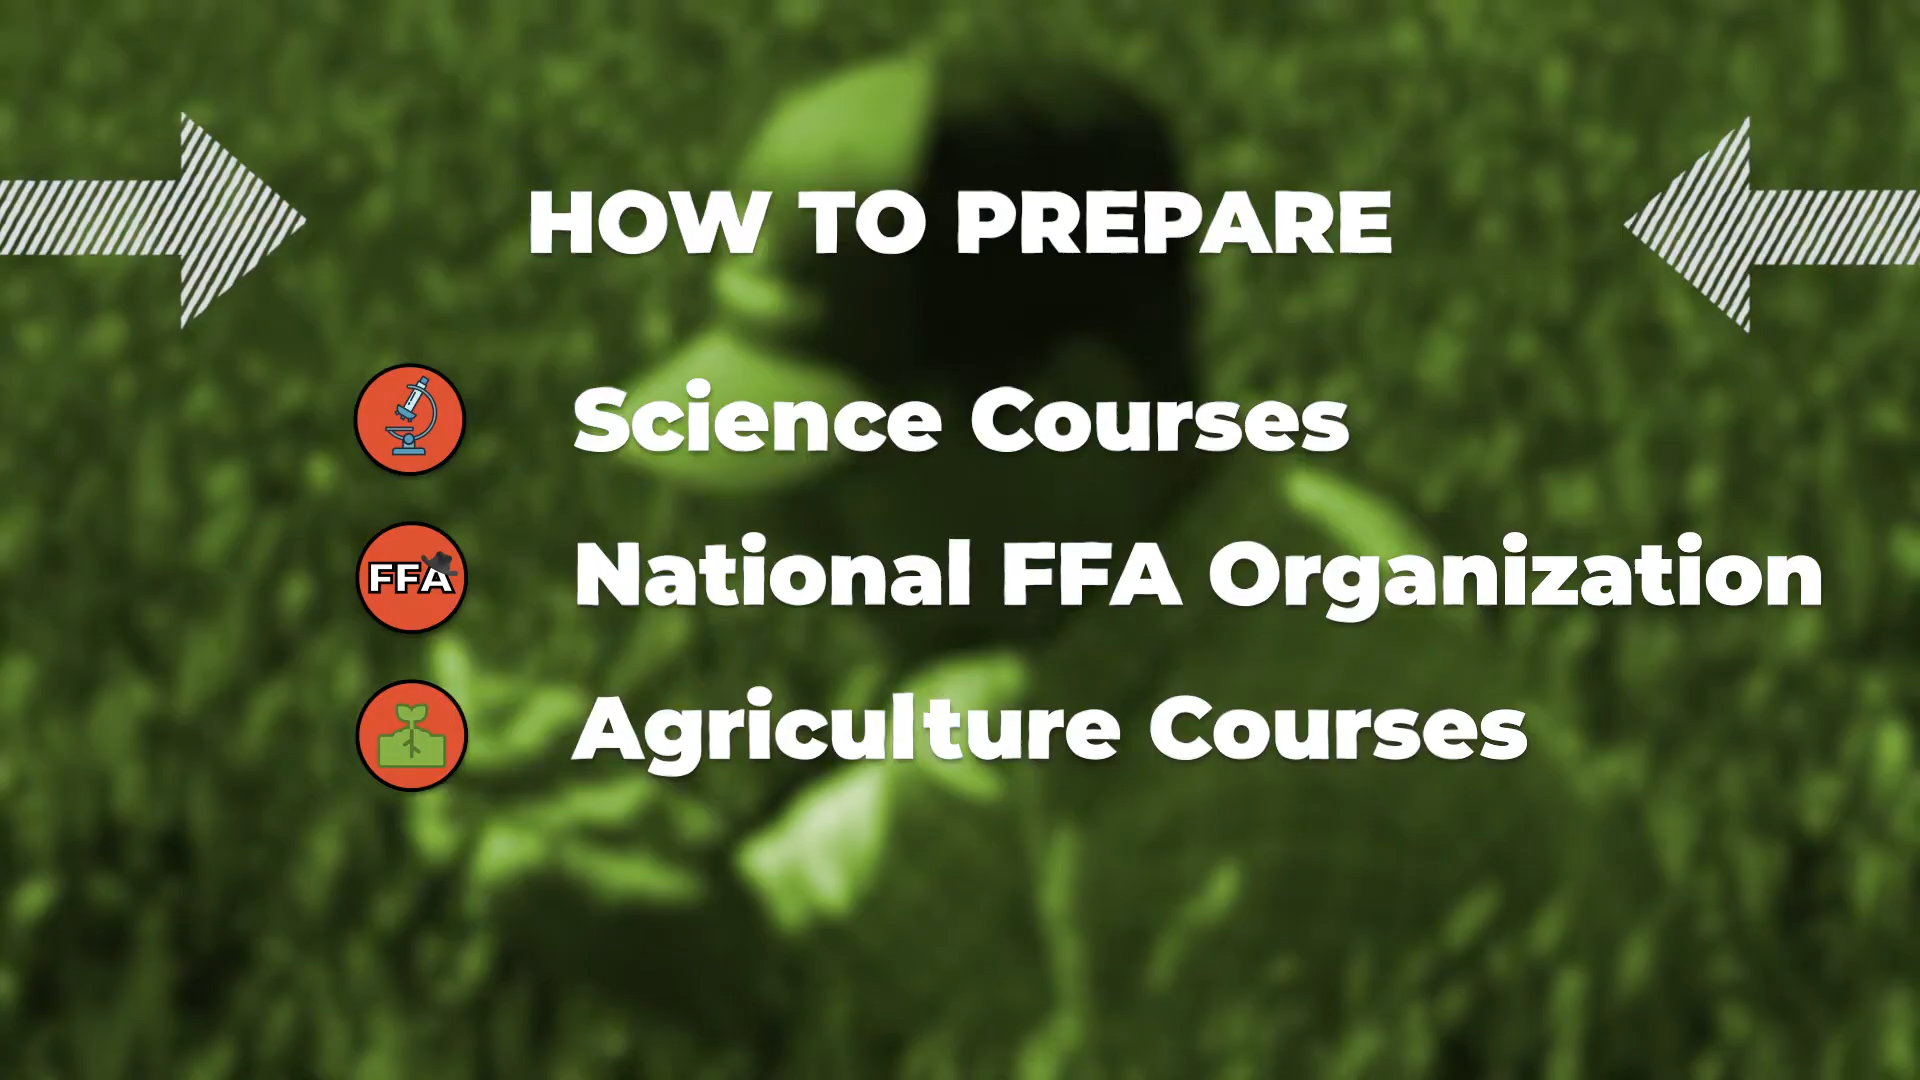 HOW TO PREPARE
Science Courses
FFA
National FFA Organization
Agriculture Courses